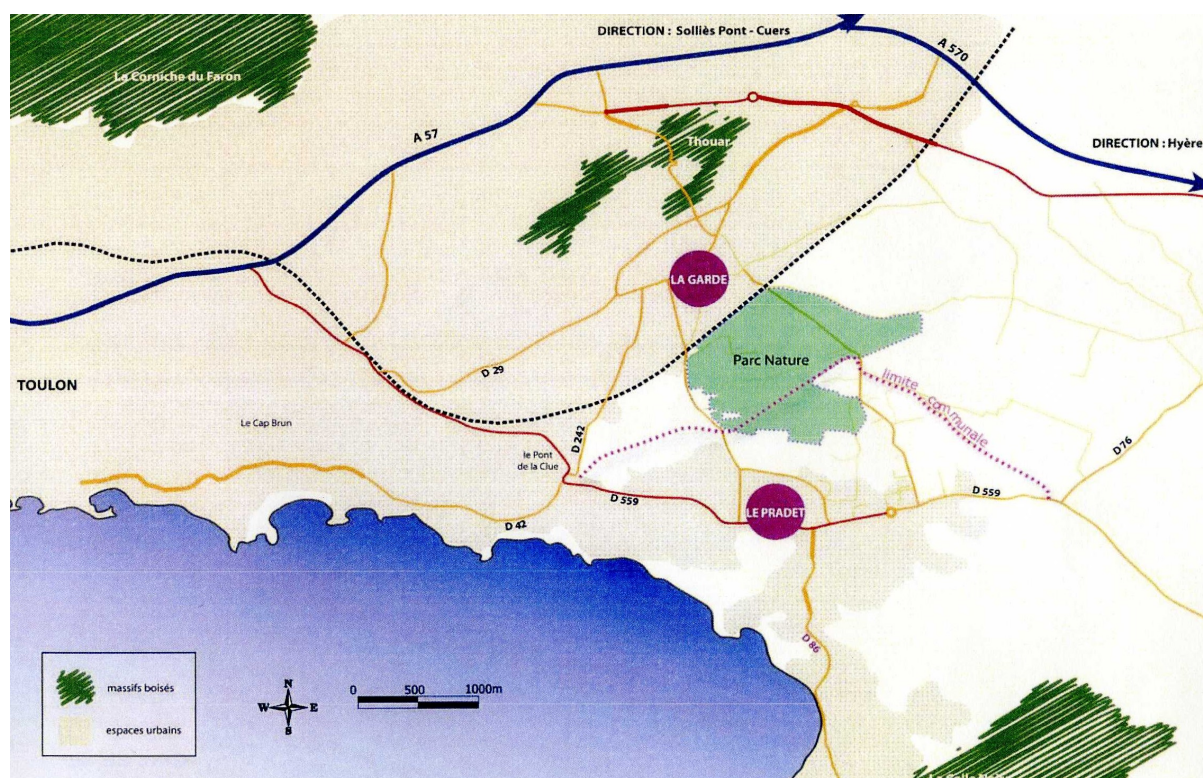 DIRECTION : Solliès Pont - Cuers
A 570
La Corniche du Faron
A 57
Thouar
DIRECTION : Hyère
LA GARDE
Parc Nature
limite communale
D 29
TOULON
Le Cap Brun
D 242
le Pont
de la Clue
D 76
D 559
D 559
LE PRADET
D 42
D 86
massifs boisés
espaces urbains
N
W
E
S
0
500
1000m